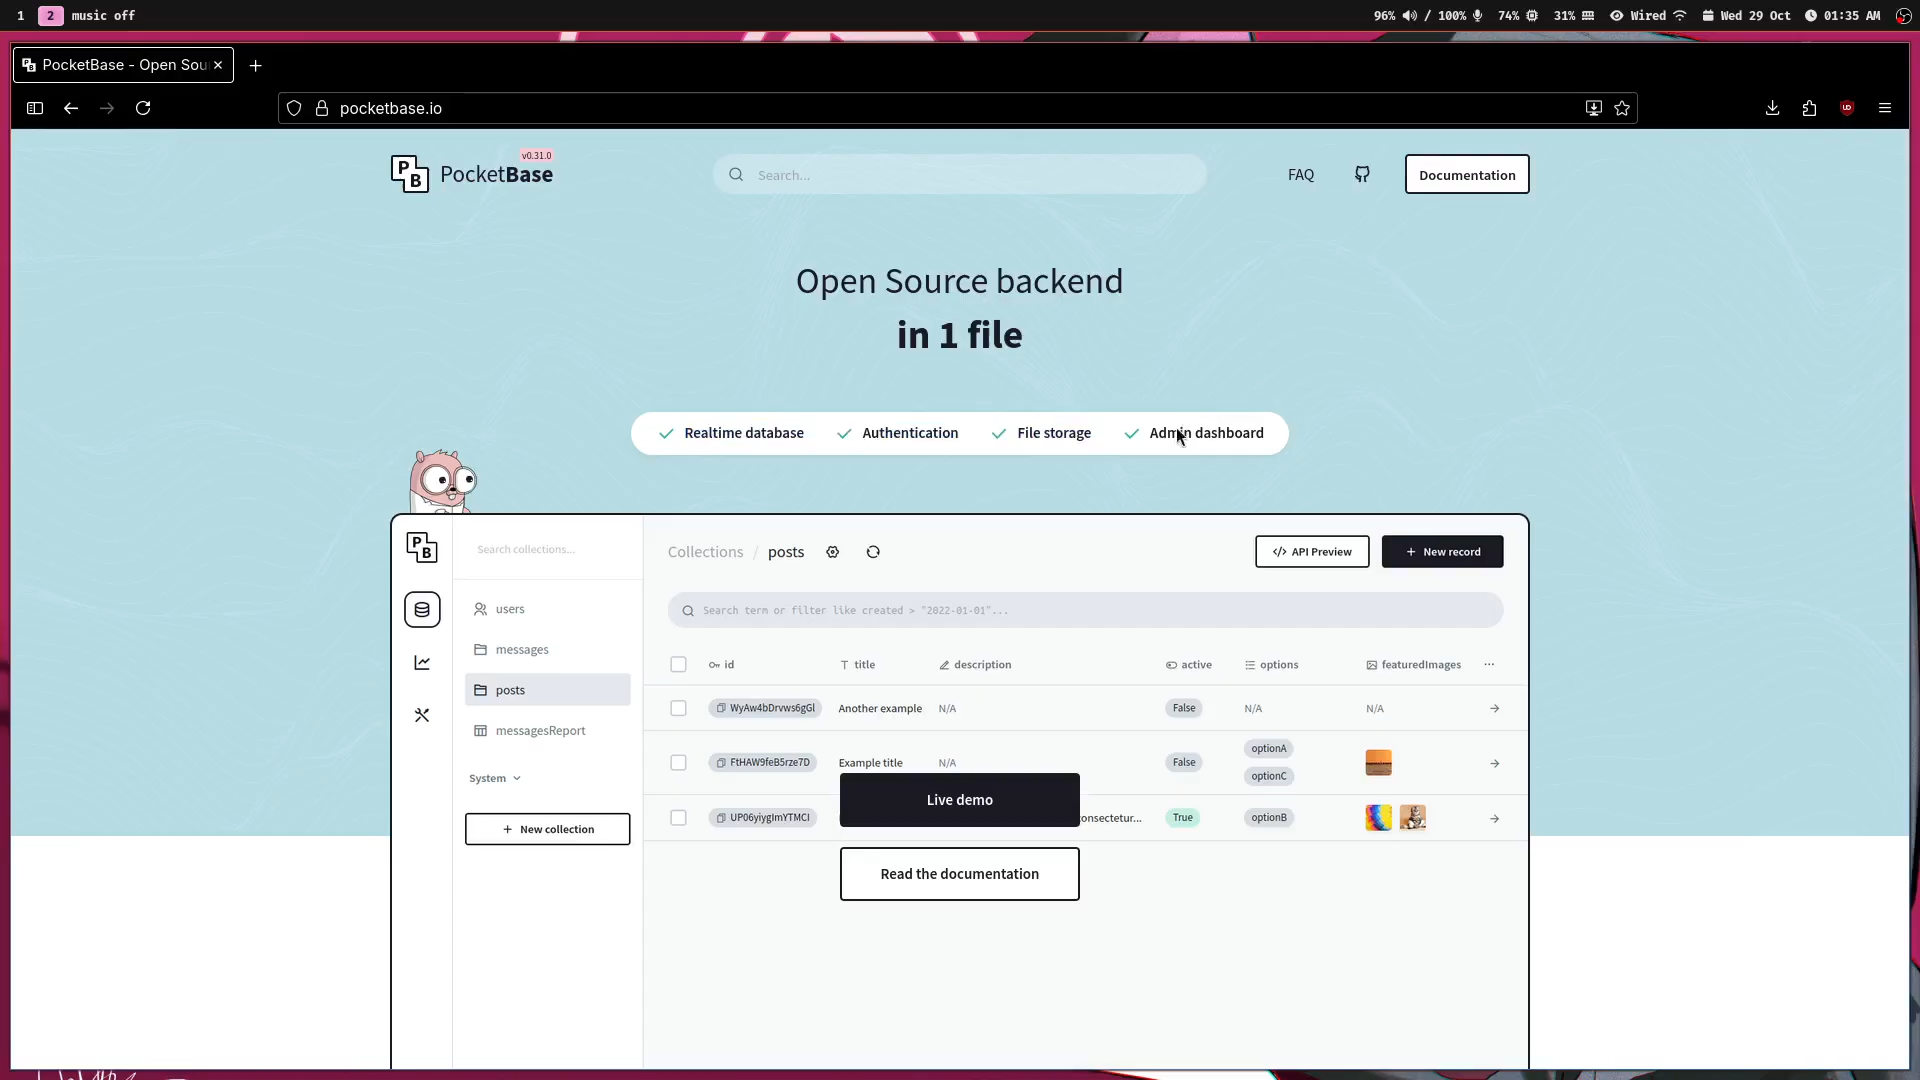 1 2 music off 96% / 100% 74% 31% Wired Wed 29 Oct 01:35 AM
PocketBase - Open Sou
pocketbase.io
PB PocketBase v0.31.0 Search... FAQ Documentation
Open Source backend
in 1 file
Realtime database Authentication File storage Admin dashboard
PB Search collections... Collections / posts API Preview + New record
users
Search term or filter like created > "2022-01-01"...
messages
id title description active options featuredImages
posts
WyAw4bDrvws6gGl Another example N/A False N/A N/A
messagesReport
FtHAW9feB5rze7D Example title N/A False optionA
optionC
System
Live demo
UP06yiygImYTMCI onsectetur... True optionB
+ New collection
Read the documentation